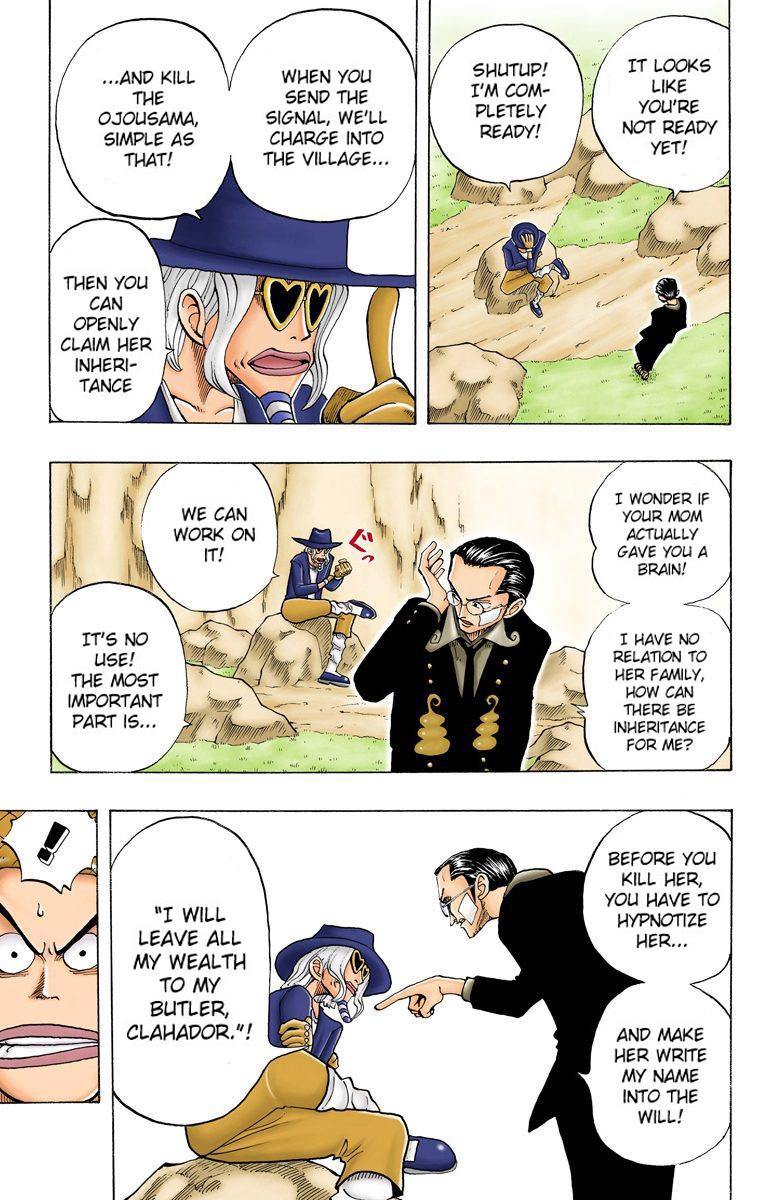 IT LOOKS
LIKE
YOU'RE
NOT READY
YET!
SHUTUP!
I'M COM-
PLETELY
READY!
WHEN YOU
SEND THE
SIGNAL, WE'LL
CHARGE INTO
THE VILLAGE...
...AND KILL
THE
OJOUSAMA,
SIMPLE AS
THAT!
THEN YOU
CAN
OPENLY
CLAIM HER
INHERI-
TANCE
I WONDER IF
YOUR MOM
ACTUALLY
GAVE YOU A
BRAIN!
I HAVE NO
RELATION TO
HER FAMILY,
HOW CAN
THERE BE
INHERITANCE
FOR ME?
ぐっ
WE CAN
WORK ON
IT!
IT'S NO
USE!
THE MOST
IMPORTANT
PART IS...
BEFORE YOU
KILL HER,
YOU HAVE TO
HYPNOTIZE
HER...
AND MAKE
HER WRITE
MY NAME
INTO THE
WILL!
"I WILL
LEAVE ALL
MY WEALTH
TO MY
BUTLER,
CLAHADOR."!
!